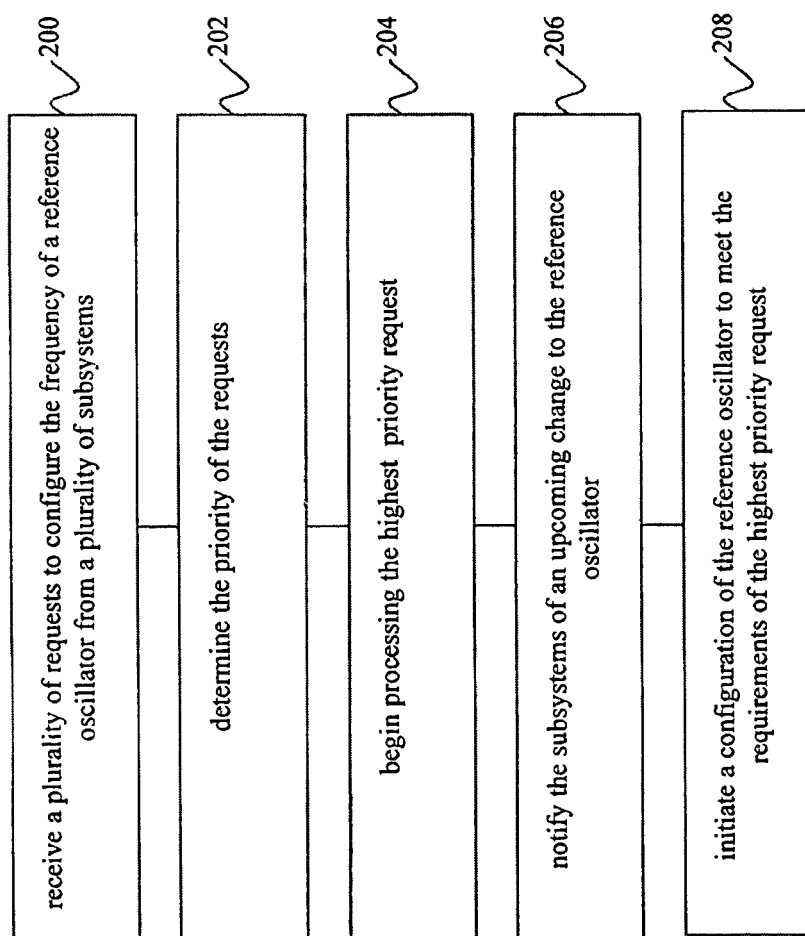 receive a plurality of requests to configure the frequency of a reference
oscillator from a plurality of subsystems
200
determine the priority of the requests
202
begin processing the highest priority request
204
notify the subsystems of an upcoming change to the reference
oscillator
206
initiate a configuration of the reference oscillator to meet the
requirements of the highest priority request
208